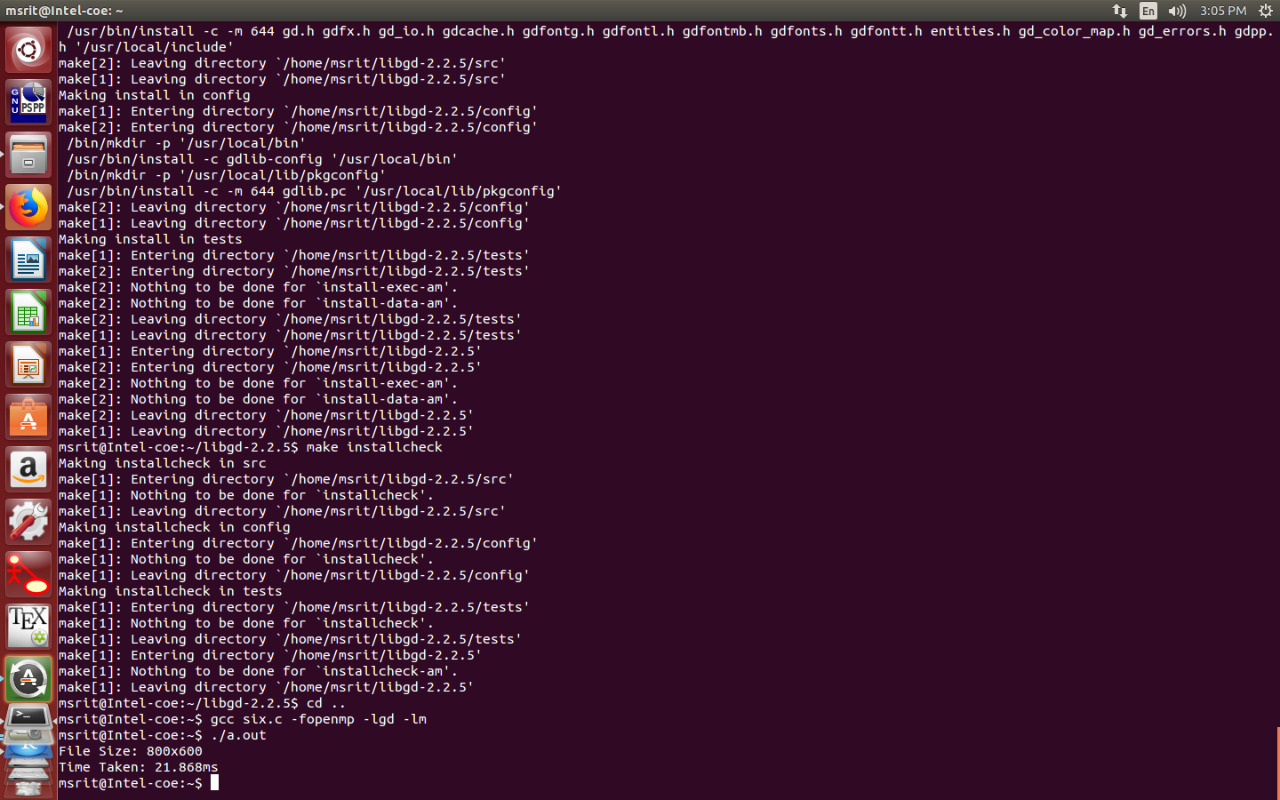 msrit@Intel-coe: ~
En
3:05 PM
/usr/bin/install -c -m 644 gd.h gdfx.h gd_io.h gdcache.h gdfontg.h gdfontl.h gdfontmb.h gdfonts.h gdfontt.h entities.h gd_color_map.h gd_errors.h gdpp.
h '/usr/local/include'
make[2]: Leaving directory `/home/msrit/libgd-2.2.5/src'
make[1]: Leaving directory `/home/msrit/libgd-2.2.5/src'
Making install in config
make[1]: Entering directory `/home/msrit/libgd-2.2.5/config'
make[2]: Entering directory `/home/msrit/libgd-2.2.5/config'
/bin/mkdir -p '/usr/local/bin'
/usr/bin/install -c gdlib-config '/usr/local/bin'
/bin/mkdir -p '/usr/local/lib/pkgconfig'
/usr/bin/install -c -m 644 gdlib.pc '/usr/local/lib/pkgconfig'
make[2]: Leaving directory `/home/msrit/libgd-2.2.5/config'
make[1]: Leaving directory `/home/msrit/libgd-2.2.5/config'
Making install in tests
make[1]: Entering directory `/home/msrit/libgd-2.2.5/tests'
make[2]: Entering directory `/home/msrit/libgd-2.2.5/tests'
make[2]: Nothing to be done for `install-exec-am'.
make[2]: Nothing to be done for `install-data-am'.
make[2]: Leaving directory `/home/msrit/libgd-2.2.5/tests'
make[1]: Leaving directory `/home/msrit/libgd-2.2.5/tests'
make[1]: Entering directory `/home/msrit/libgd-2.2.5'
make[2]: Entering directory `/home/msrit/libgd-2.2.5'
make[2]: Nothing to be done for `install-exec-am'.
make[2]: Nothing to be done for `install-data-am'.
make[2]: Leaving directory `/home/msrit/libgd-2.2.5'
make[1]: Leaving directory `/home/msrit/libgd-2.2.5'
msrit@Intel-coe:~/libgd-2.2.5$ make installcheck
Making installcheck in src
make[1]: Entering directory `/home/msrit/libgd-2.2.5/src'
make[1]: Nothing to be done for `installcheck'.
make[1]: Leaving directory `/home/msrit/libgd-2.2.5/src'
Making installcheck in config
make[1]: Entering directory `/home/msrit/libgd-2.2.5/config'
make[1]: Nothing to be done for `installcheck'.
make[1]: Leaving directory `/home/msrit/libgd-2.2.5/config'
Making installcheck in tests
make[1]: Entering directory `/home/msrit/libgd-2.2.5/tests'
make[1]: Nothing to be done for `installcheck'.
make[1]: Leaving directory `/home/msrit/libgd-2.2.5/tests'
make[1]: Entering directory `/home/msrit/libgd-2.2.5'
make[1]: Nothing to be done for `installcheck-am'.
make[1]: Leaving directory `/home/msrit/libgd-2.2.5'
msrit@Intel-coe:~/libgd-2.2.5$ cd ..
msrit@Intel-coe:~$ gcc six.c -fopenmp -lgd -lm
msrit@Intel-coe:~$ ./a.out
File Size: 800x600
Time Taken: 21.868ms
msrit@Intel-coe:~$
GNU
PSPP
a
TEX
A